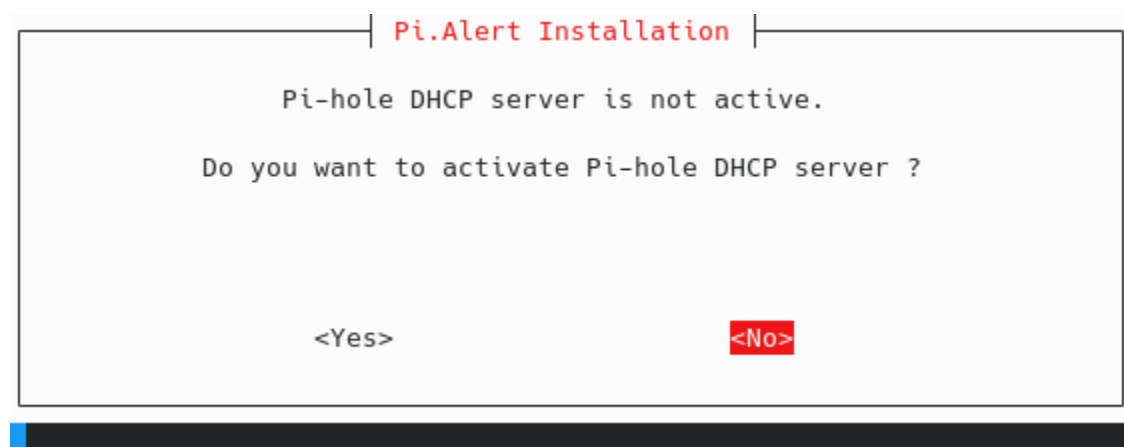 Pi.Alert Installation
Pi-hole DHCP server is not active.
Do you want to activate Pi-hole DHCP server ?
<Yes> <No>